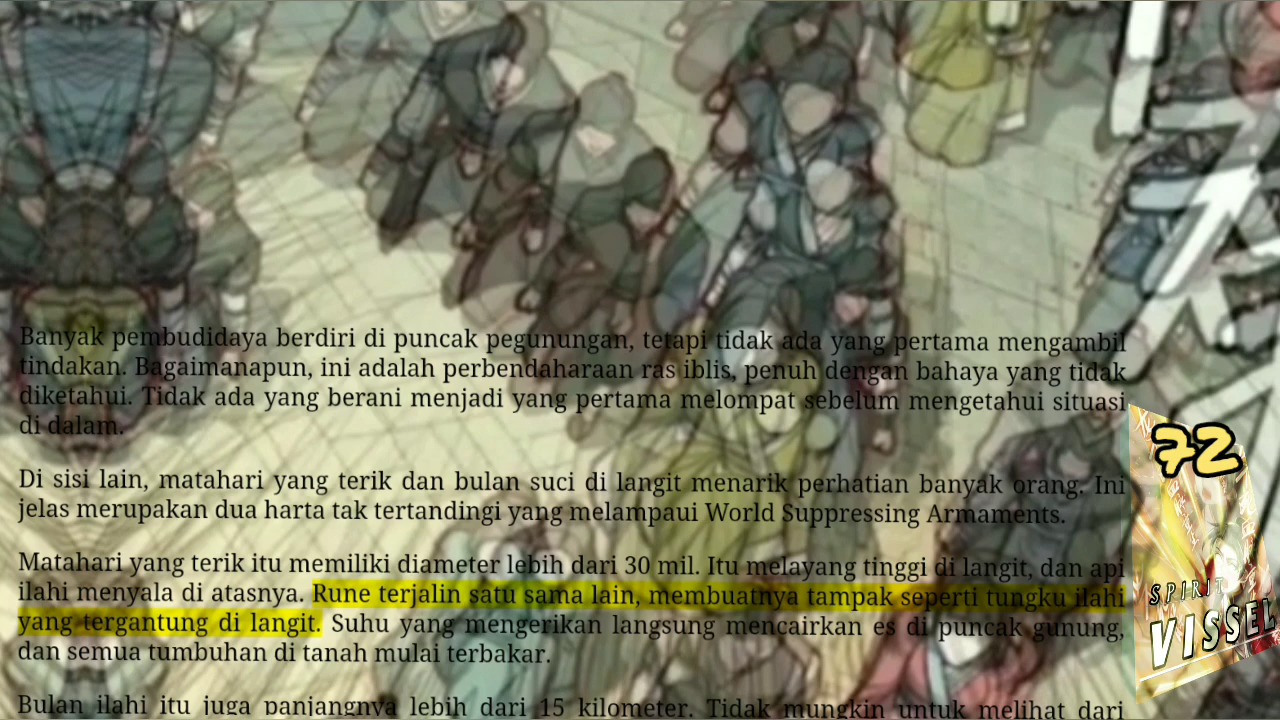 Banyak pembudidaya berdiri di puncak pegunungan, tetapi tidak ada yang pertama mengambil
tindakan. Bagaimanapun, ini adalah perbendaharaan ras iblis, penuh dengan bahaya yang tidak
diketahui. Tidak ada yang berani menjadi yang pertama melompat sebelum mengetahui situasi
di dalam.
Di sisi lain, matahari yang terik dan bulan suci di langit menarik perhatian banyak orang. Ini
jelas merupakan dua harta tak tertandingi yang melampaui World Suppressing Armaments.
Matahari yang terik itu memiliki diameter lebih dari 30 mil. Itu melayang tinggi di langit, dan api
ilahi menyala di atasnya. Rune terjalin satu sama lain, membuatnya tampak seperti tungku ilahi
yang tergantung di langit. Suhu yang mengerikan langsung mencairkan es di puncak gunung,
dan semua tumbuhan di tanah mulai terbakar.
Bulan ilahi itu juga panjangnya lebih dari 15 kilometer. Tidak mungkin untuk melihat dari
72
SPIRIT
VISSEL